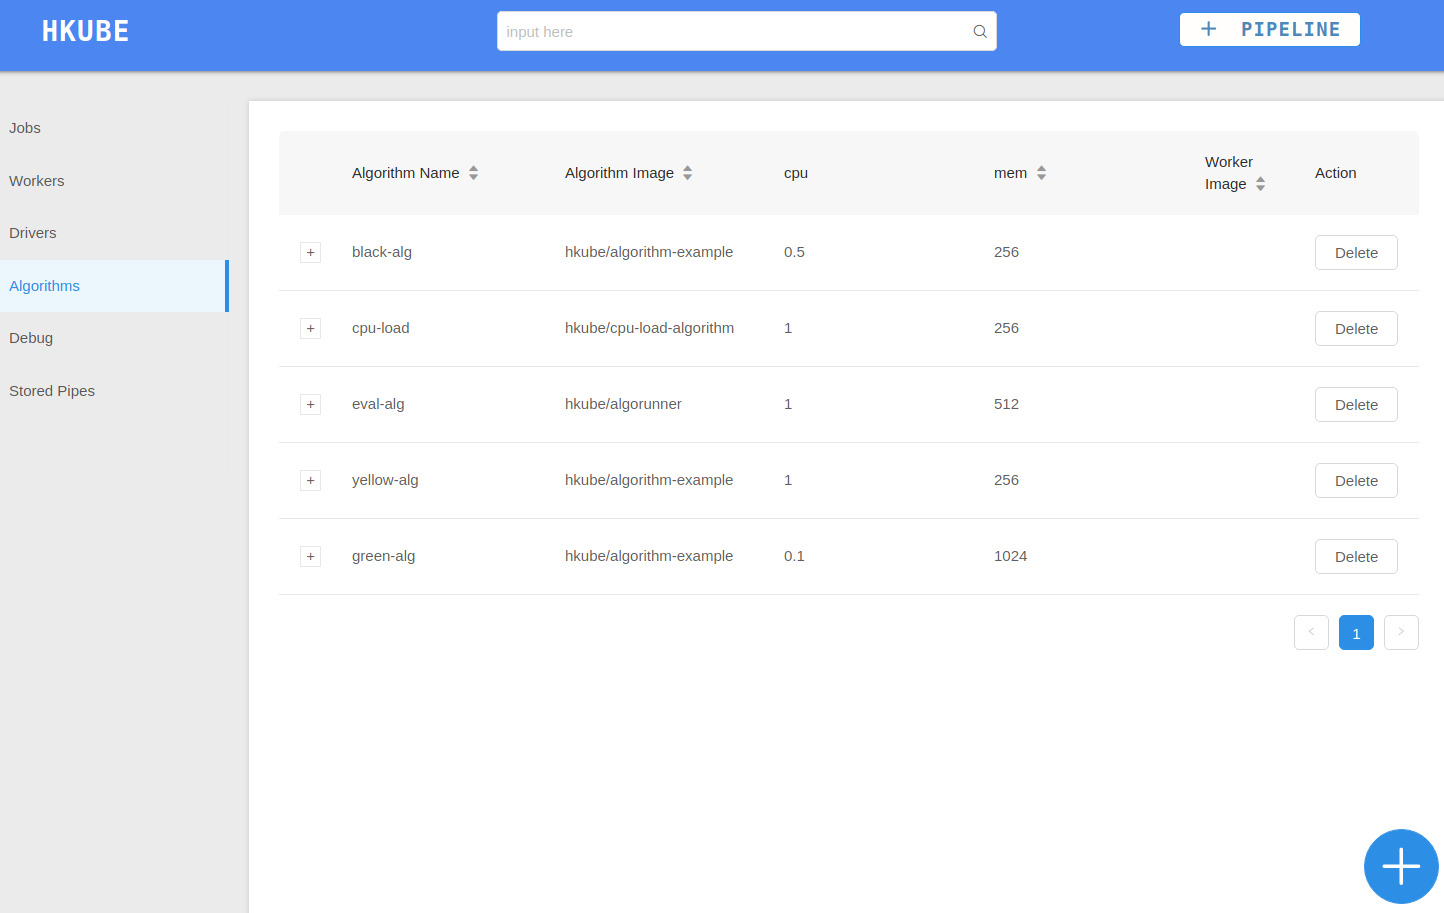 HKUBE
input here
+ PIPELINE
Jobs
Workers
Drivers
Algorithms
Debug
Stored Pipes
Algorithm Name Algorithm Image cpu mem Worker Image Action
+ black-alg hkube/algorithm-example 0.5 256 Delete
+ cpu-load hkube/cpu-load-algorithm 1 256 Delete
+ eval-alg hkube/algorunner 1 512 Delete
+ yellow-alg hkube/algorithm-example 1 256 Delete
+ green-alg hkube/algorithm-example 0.1 1024 Delete
< 1 >
+